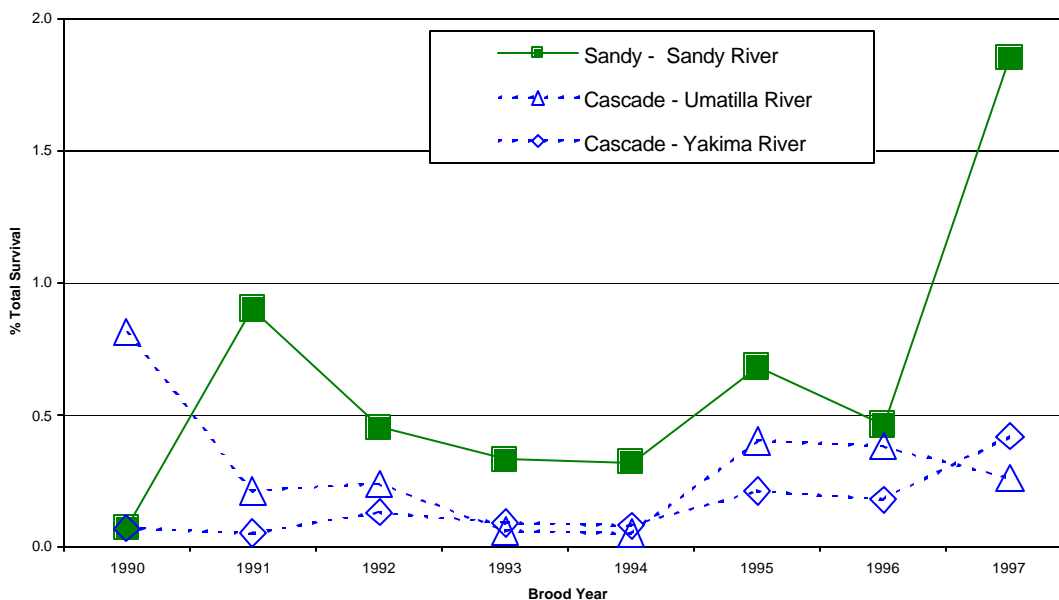 2.0
1.5
1.0
0.5
0.0
% Total Survival
Sandy - Sandy River
Cascade - Umatilla River
Cascade - Yakima River
1990 1991 1992 1993 1994 1995 1996 1997
Brood Year